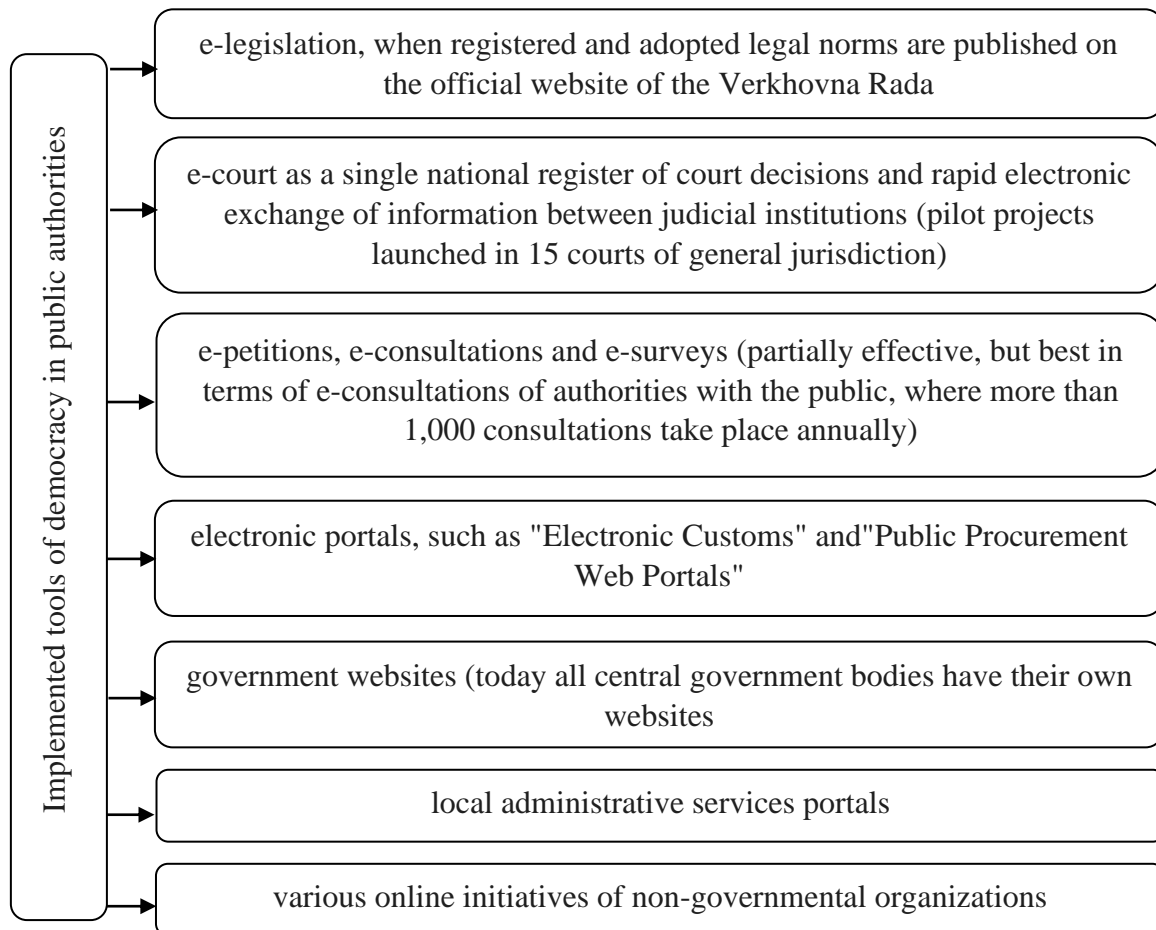 Implemented tools of democracy in public authorities
e-legislation, when registered and adopted legal norms are published on
the official website of the Verkhovna Rada
e-court as a single national register of court decisions and rapid electronic
exchange of information between judicial institutions (pilot projects
launched in 15 courts of general jurisdiction)
e-petitions, e-consultations and e-surveys (partially effective, but best in
terms of e-consultations of authorities with the public, where more than
1,000 consultations take place annually)
electronic portals, such as "Electronic Customs" and"Public Procurement
Web Portals"
government websites (today all central government bodies have their own
websites
local administrative services portals
various online initiatives of non-governmental organizations